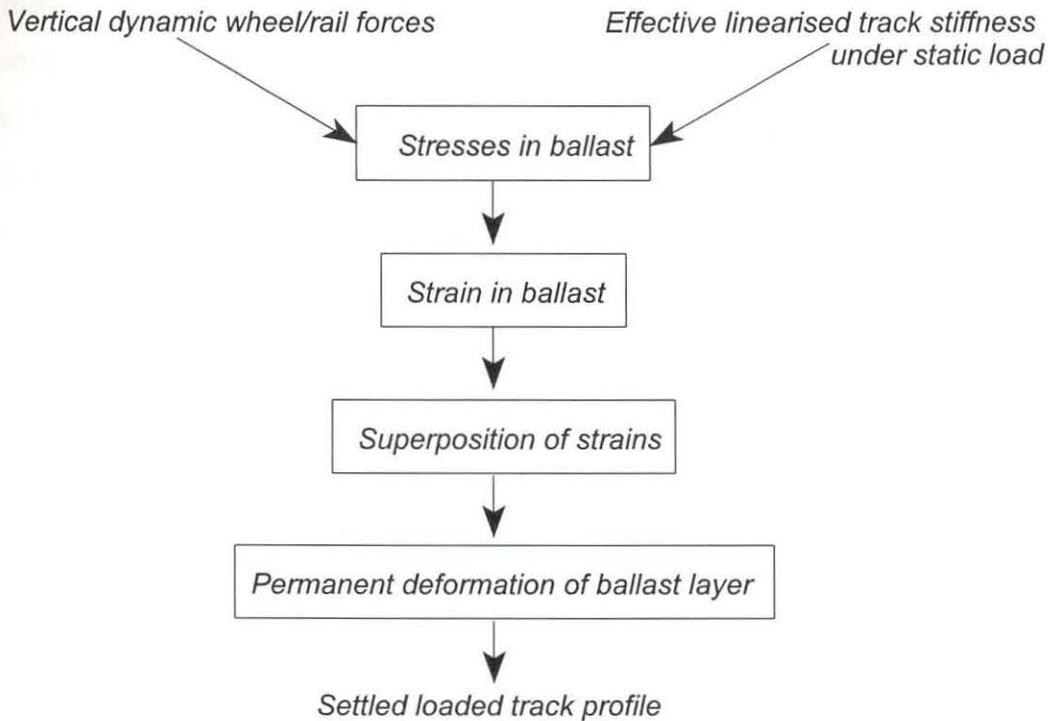 Vertical dynamic wheel/rail forces
Effective linearised track stiffness
under static load
Stresses in ballast
Strain in ballast
Superposition of strains
Permanent deformation of ballast layer
Settled loaded track profile